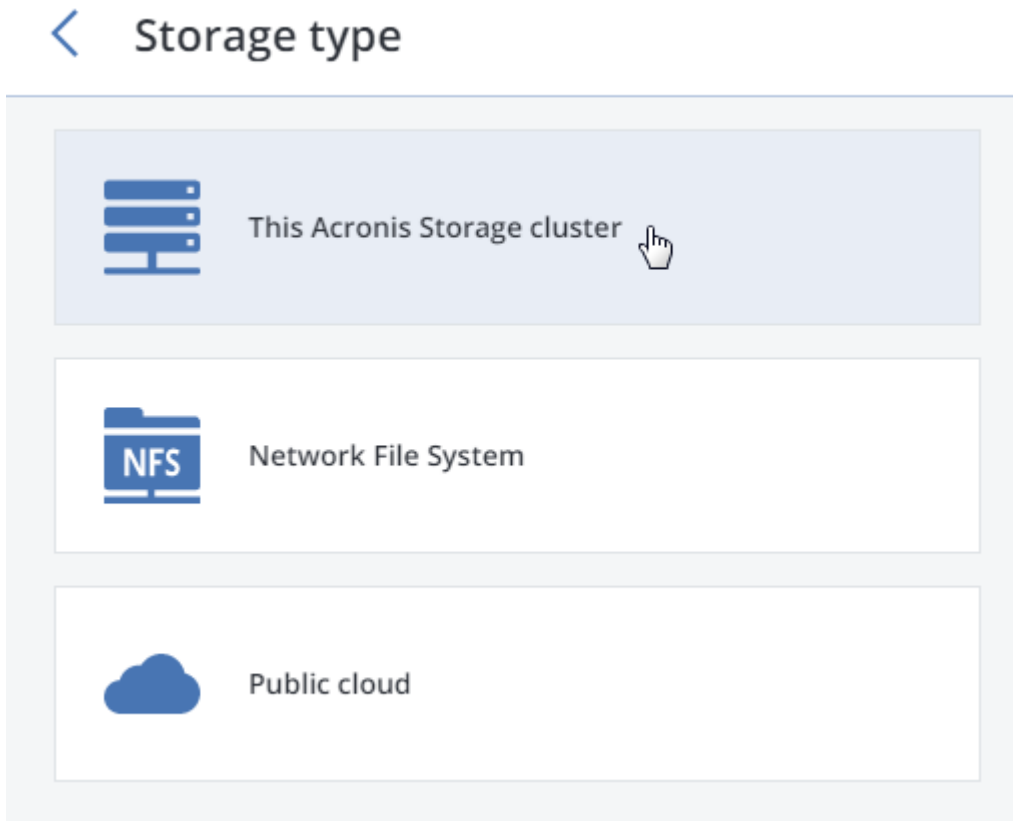 Storage type
This Acronis Storage cluster
NFS
Network File System
Public cloud